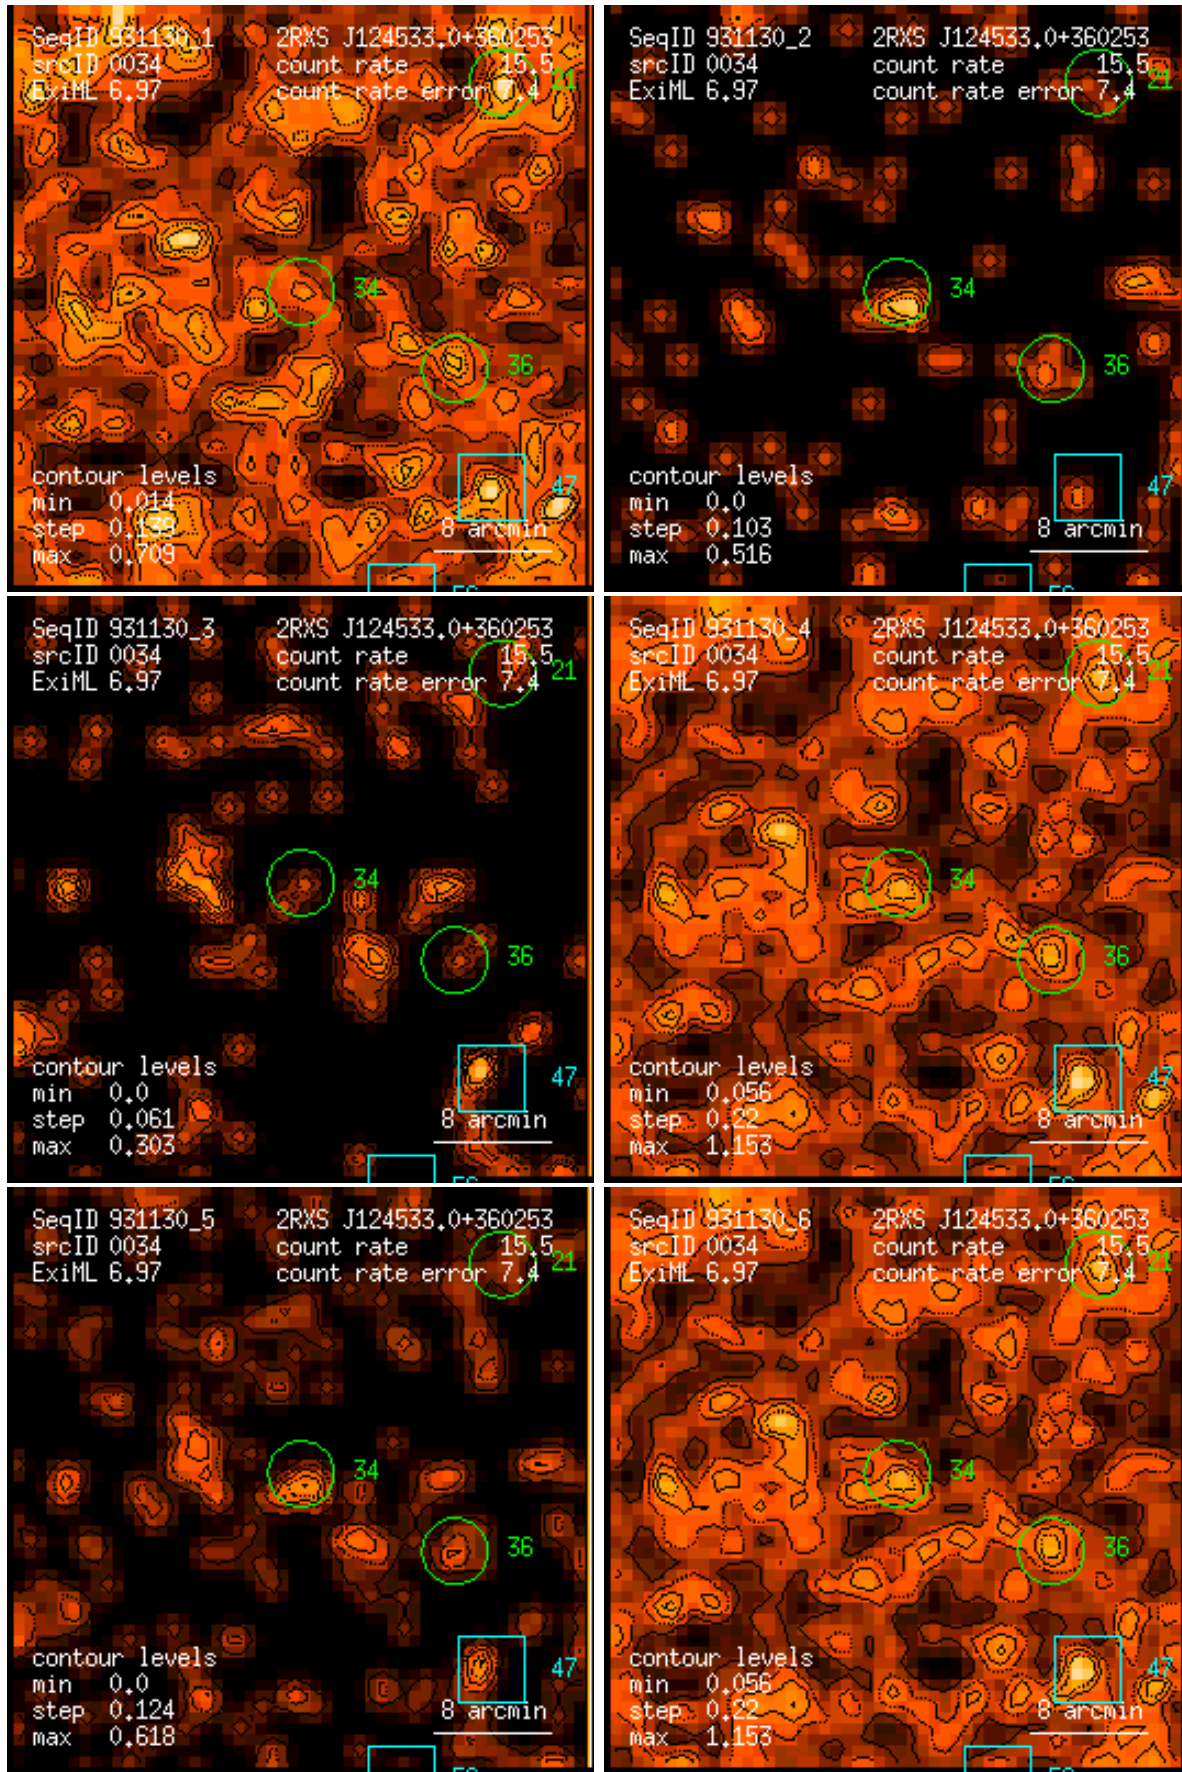 SeqID 931130_1 2RXS J124533.0+360253
srcID 0034 count rate 15.5
ExiML 6.97 count rate error 7.4
21
34
36
contour levels
min 0.014
47
step 0.139 8 arcmin
max 0.709
SeqID 931130_2 2RXS J124533.0+360253
srcID 0034 count rate 15.5
ExiML 6.97 count rate error 7.4
21
34
36
contour levels
min 0.0
47
step 0.103 8 arcmin
max 0.516
SeqID 931130_3 2RXS J124533.0+360253
srcID 0034 count rate 15.5
ExiML 6.97 count rate error 7.4
21
34
36
contour levels
min 0.0
47
step 0.061 8 arcmin
max 0.303
SeqID 931130_4 2RXS J124533.0+360253
srcID 0034 count rate 15.5
ExiML 6.97 count rate error 7.4
21
34
36
contour levels
min 0.056
47
step 0.22 8 arcmin
max 1.153
SeqID 931130_5 2RXS J124533.0+360253
srcID 0034 count rate 15.5
ExiML 6.97 count rate error 7.4
21
34
36
contour levels
min 0.0
47
step 0.124 8 arcmin
max 0.618
SeqID 931130_6 2RXS J124533.0+360253
srcID 0034 count rate 15.5
ExiML 6.97 count rate error 7.4
21
34
36
contour levels
min 0.056
47
step 0.22 8 arcmin
max 1.153